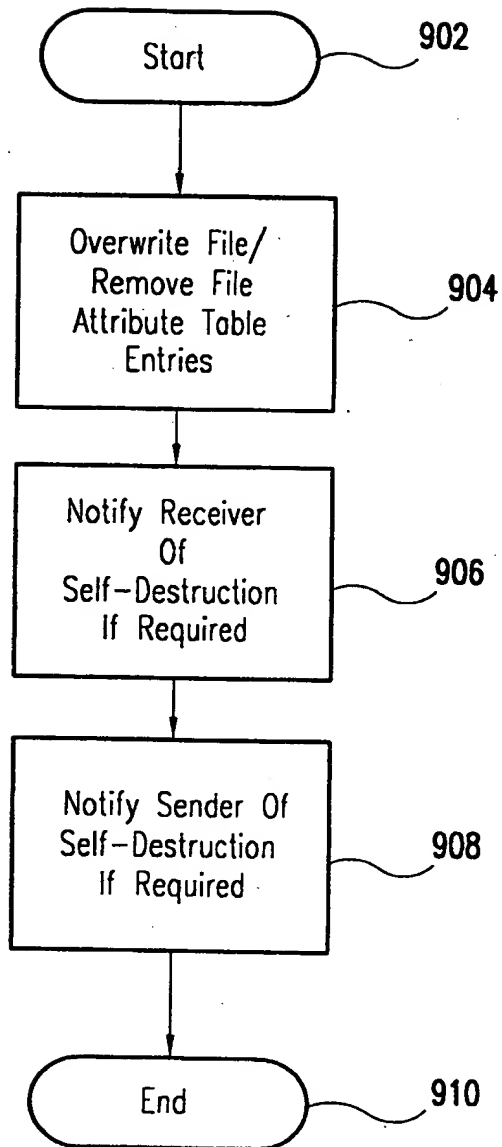 Start
902
Overwrite File/
Remove File
Attribute Table
Entries
904
Notify Receiver
Of
Self-Destruction
If Required
906
Notify Sender Of
Self-Destruction
If Required
908
End
910